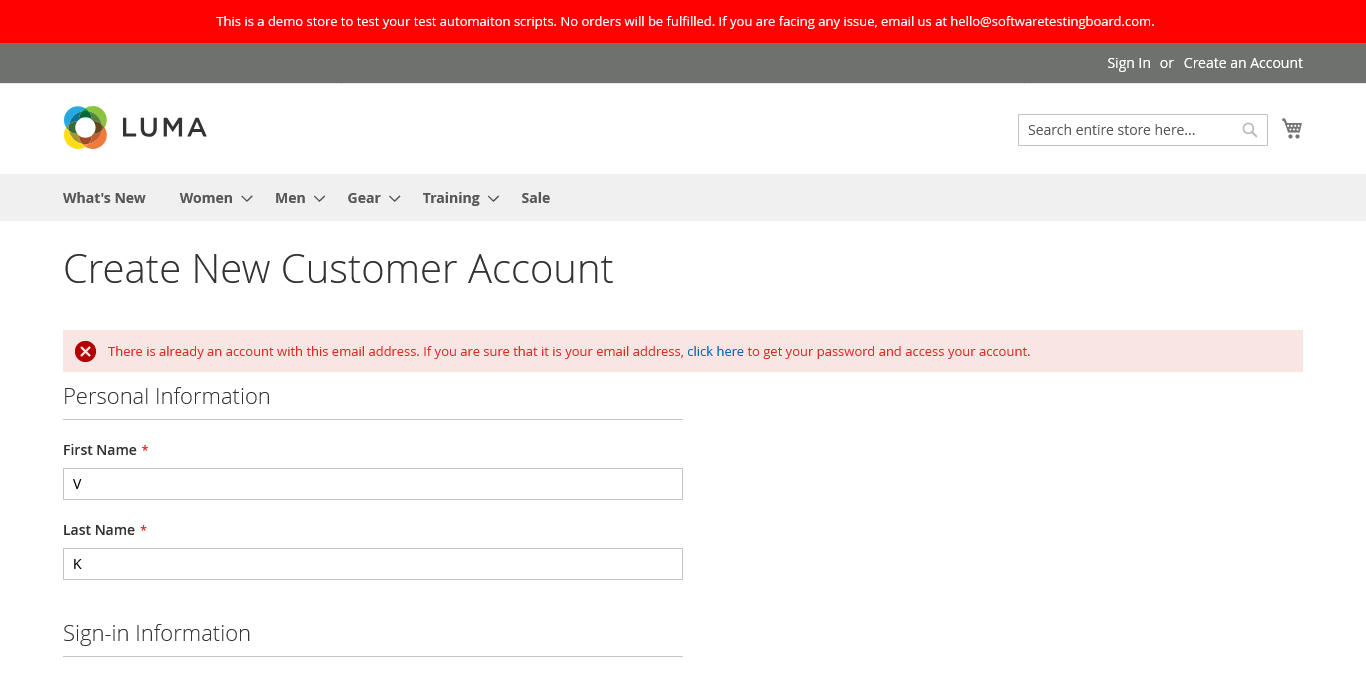 This is a demo store to test your test automaiton scripts. No orders will be fulfilled. If you are facing any issue, email us at hello@softwaretestingboard.com.
Sign In or Create an Account
LUMA
Search entire store here...
What's New Women Men Gear Training Sale
Create New Customer Account
There is already an account with this email address. If you are sure that it is your email address, click here to get your password and access your account.
Personal Information
First Name *
V
Last Name *
K
Sign-in Information